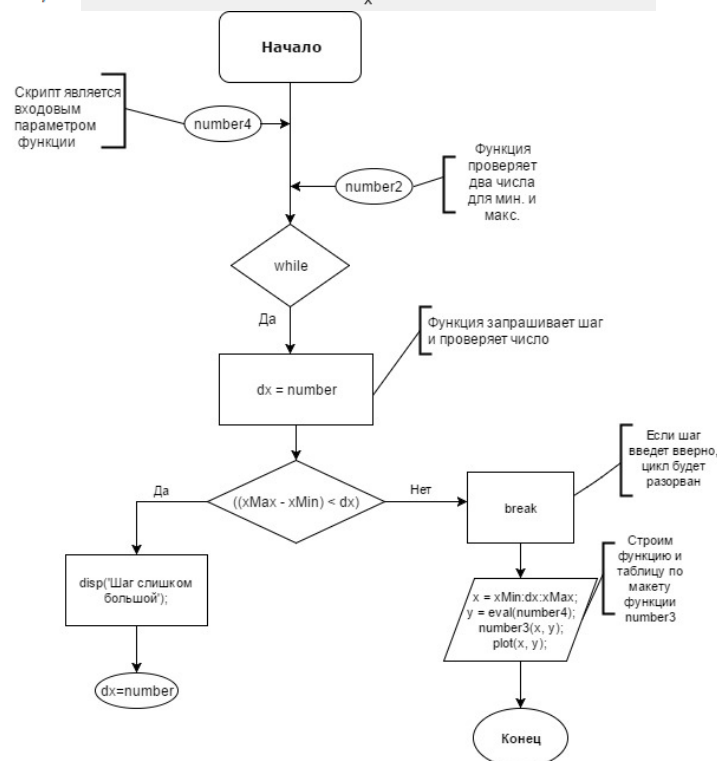 x
Начало
Скрипт является
входовым
параметром
функции
number4
number2
Функция
проверяет
два числа
для мин. и
макс.
while
Да
Функция запрашивает шаг
и проверяет число
dx = number
Если шаг
введет вверно,
цикл будет
разорван
Да
((xMax - xMin) < dx)
Нет
break
disp('Шаг слишком
большой');
Строим
функцию и
таблицу по
макету
функции
number3
x = xMin:dx:xMax;
y = eval(number4);
number3(x, y);
plot(x, y);
dx=number
Конец